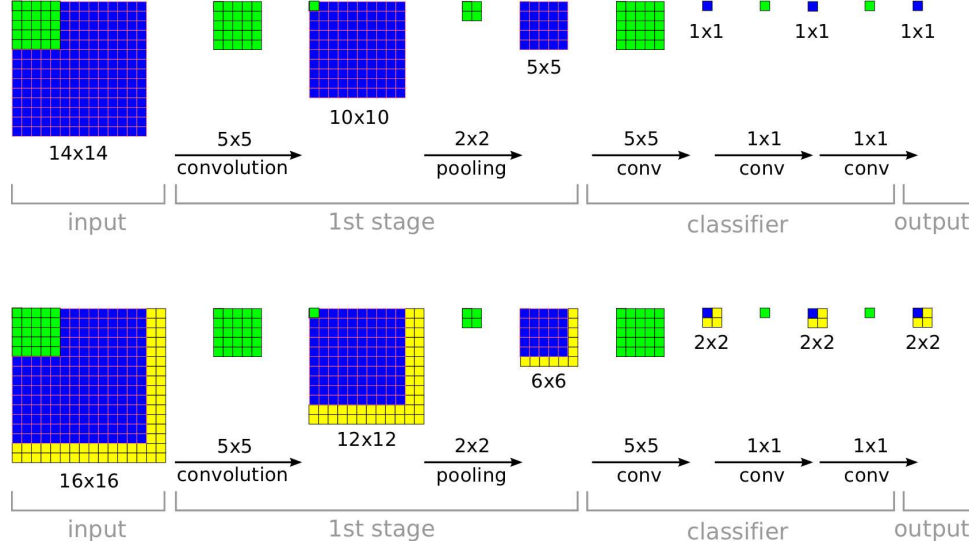 1x1 1x1 1x1
5x5
10x10
14x14
5x5 2x2 5x5 1x1 1x1
convolution pooling conv conv conv
input 1st stage classifier output
2x2 2x2 2x2
6x6
12x12
16x16
5x5 2x2 5x5 1x1 1x1
convolution pooling conv conv conv
input 1st stage classifier output